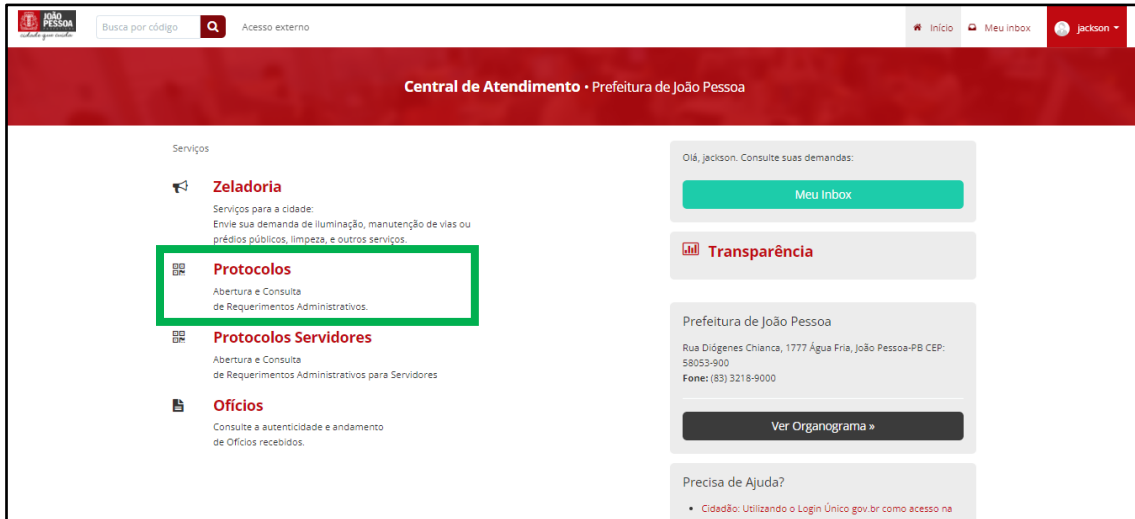 JOÃO
PESSOA
cidade que cuida
Busca por código
Acesso externo
Início
Meu inbox
jackson
Central de Atendimento • Prefeitura de João Pessoa
Serviços
Zeladoria
Serviços para a cidade:
Envie sua demanda de iluminação, manutenção de vias ou
prédios públicos, limpeza, e outros serviços.
Protocolos
Abertura e Consulta
de Requerimentos Administrativos.
Protocolos Servidores
Abertura e Consulta
de Requerimentos Administrativos para Servidores
Ofícios
Consulte a autenticidade e andamento
de Ofícios recebidos.
Olá, jackson. Consulte suas demandas:
Meu Inbox
Transparência
Prefeitura de João Pessoa
Rua Diógenes Chianca, 1777 Água Fria, João Pessoa-PB CEP:
58053-900
Fone: (83) 3218-9000
Ver Organograma »
Precisa de Ajuda?
• Cidadão: Utilizando o Login Único gov.br como acesso na